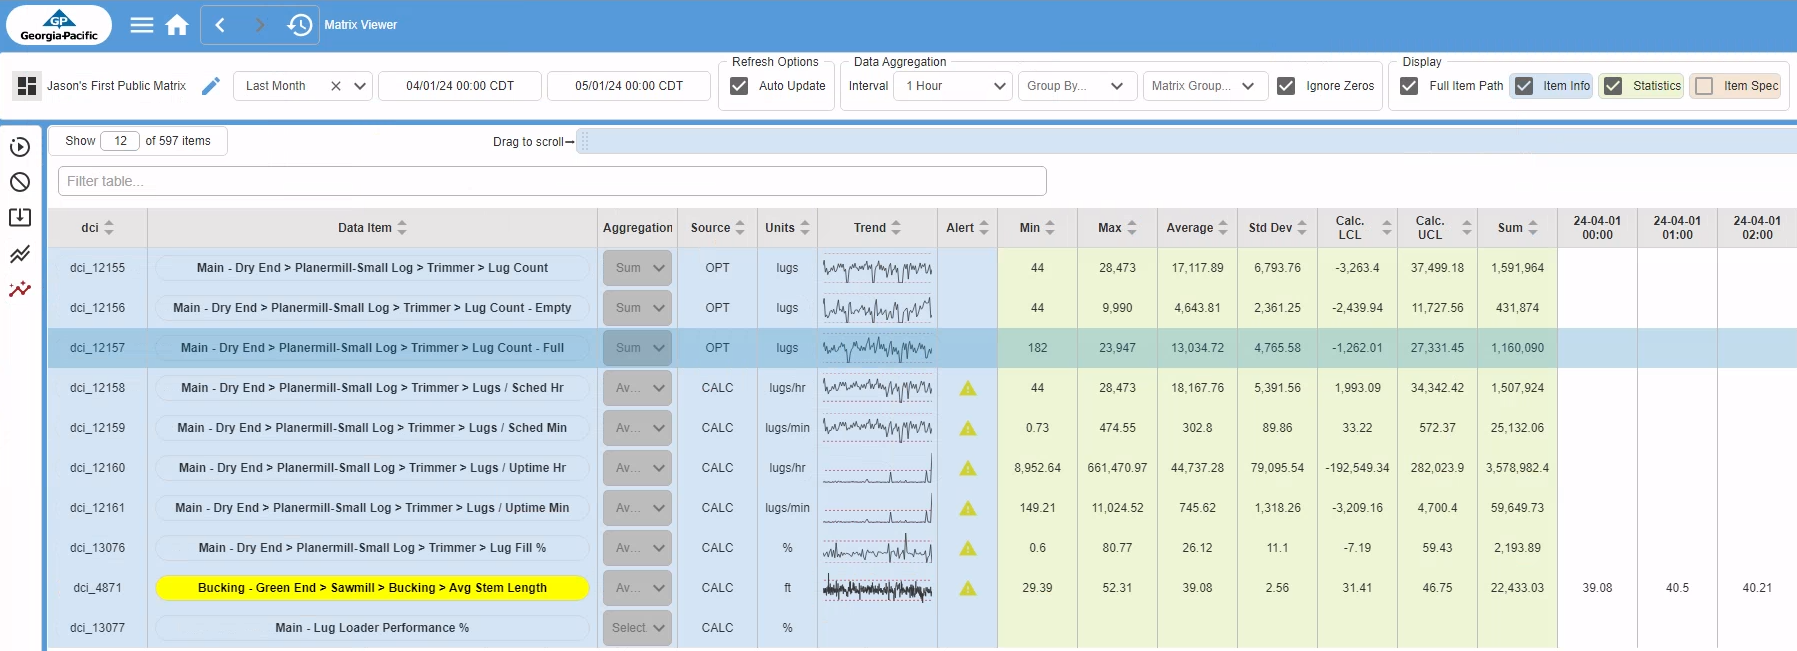 GP
Georgia-Pacific
Matrix Viewer
Refresh Options
Data Aggregation
Display
Jason's First Public Matrix
Last Month
04/01/24 00:00 CDT
05/01/24 00:00 CDT
Auto Update
Interval
1 Hour
Group By...
Matrix Group...
Ignore Zeros
Full Item Path
Item Info
Statistics
Item Spec
Show 12 of 597 items
Drag to scroll
Filter table...
dci Data Item Aggregation Source Units Trend Alert Min Max Average Std Dev Calc. LCL Calc. UCL Sum 24-04-01 00:00 24-04-01 01:00 24-04-01 02:00
dci_12155 Main - Dry End > Planermill-Small Log > Trimmer > Lug Count Sum OPT lugs 44 28,473 17,117.89 6,793.76 -3,263.4 37,499.18 1,591,964
dci_12156 Main - Dry End > Planermill-Small Log > Trimmer > Lug Count - Empty Sum OPT lugs 44 9,990 4,643.81 2,361.25 -2,439.94 11,727.56 431,874
dci_12157 Main - Dry End > Planermill-Small Log > Trimmer > Lug Count - Full Sum OPT lugs 182 23,947 13,034.72 4,765.58 -1,262.01 27,331.45 1,160,090
dci_12158 Main - Dry End > Planermill-Small Log > Trimmer > Lugs / Sched Hr Av... CALC lugs/hr 44 28,473 18,167.76 5,391.56 1,993.09 34,342.42 1,507,924
dci_12159 Main - Dry End > Planermill-Small Log > Trimmer > Lugs / Sched Min Av... CALC lugs/min 0.73 474.55 302.8 89.86 33.22 572.37 25,132.06
dci_12160 Main - Dry End > Planermill-Small Log > Trimmer > Lugs / Uptime Hr Av... CALC lugs/hr 8,952.64 661,470.97 44,737.28 79,095.54 -192,549.34 282,023.9 3,578,982.4
dci_12161 Main - Dry End > Planermill-Small Log > Trimmer > Lugs / Uptime Min Av... CALC lugs/min 149.21 11,024.52 745.62 1,318.26 -3,209.16 4,700.4 59,649.73
dci_13076 Main - Dry End > Planermill-Small Log > Trimmer > Lug Fill % Av... CALC % 0.6 80.77 26.12 11.1 -7.19 59.43 2,193.89
dci_4871 Bucking - Green End > Sawmill > Bucking > Avg Stem Length Av... CALC ft 29.39 52.31 39.08 2.56 31.41 46.75 22,433.03 39.08 40.5 40.21
dci_13077 Main - Lug Loader Performance % Select CALC %